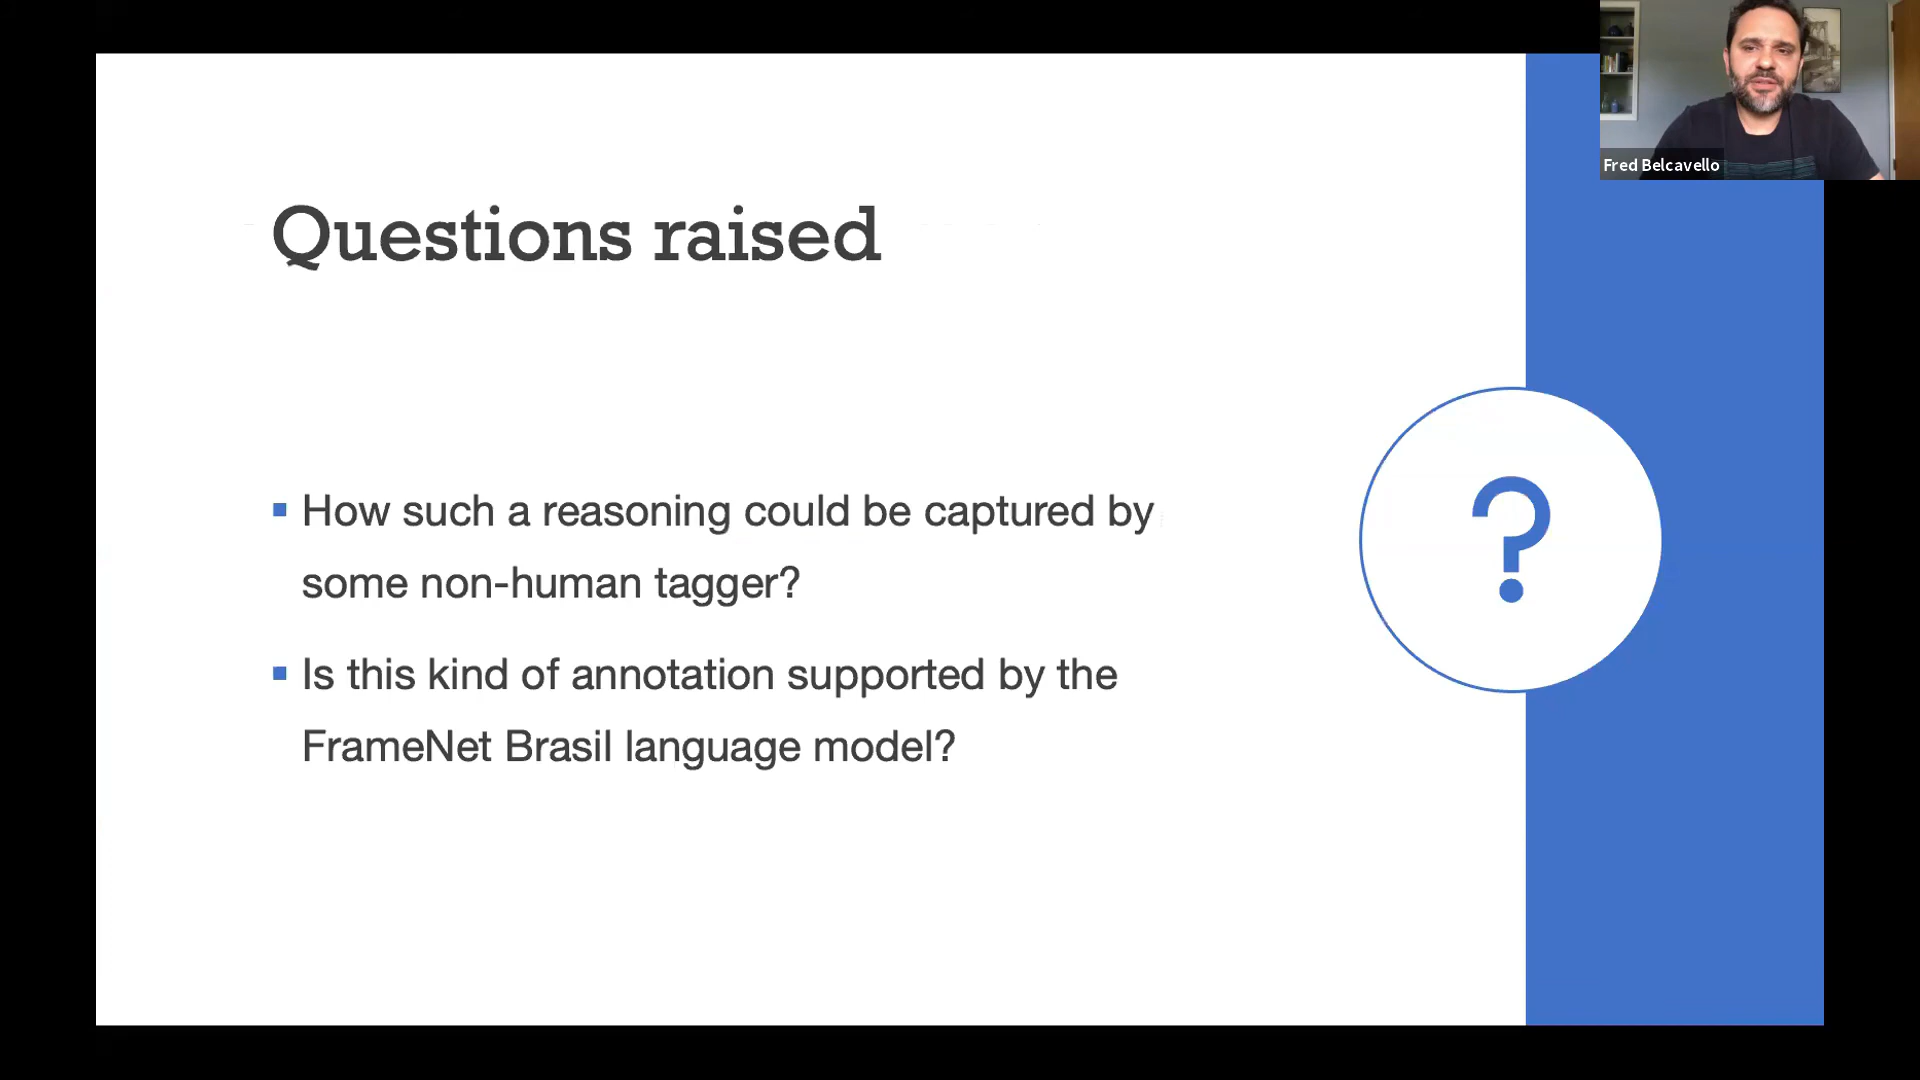 Fred Belcavello
Questions raised
How such a reasoning could be captured by
some non-human tagger?
Is this kind of annotation supported by the
FrameNet Brasil language model?
?